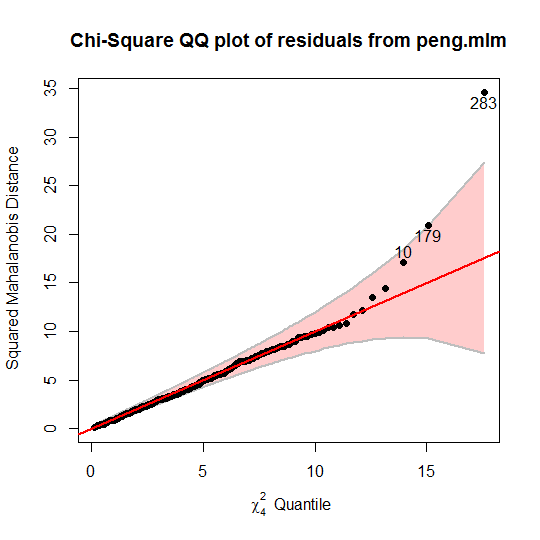 Chi-Square QQ plot of residuals from peng.mlm
35
30
25
20
15
10
5
0
Squared Mahalanobis Distance
283
179
10
0 5 10 15
χ²₄ Quantile